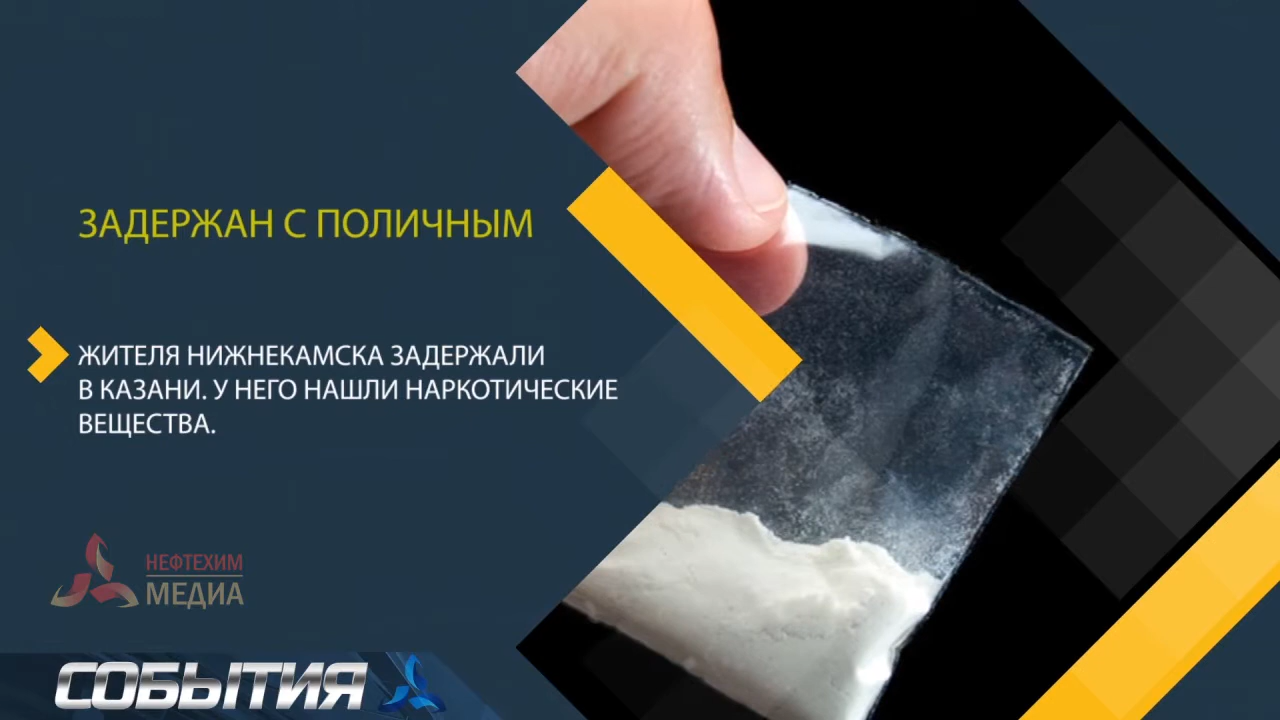 ЗАДЕРЖАН С ПОЛИЧНЫМ
ЖИТЕЛЯ НИЖНЕКАМСКА ЗАДЕРЖАЛИ
В КАЗАНИ. У НЕГО НАШЛИ НАРКОТИЧЕСКИЕ
ВЕЩЕСТВА.
НЕФТЕХИМ
МЕДИА
СОБЫТИЯ